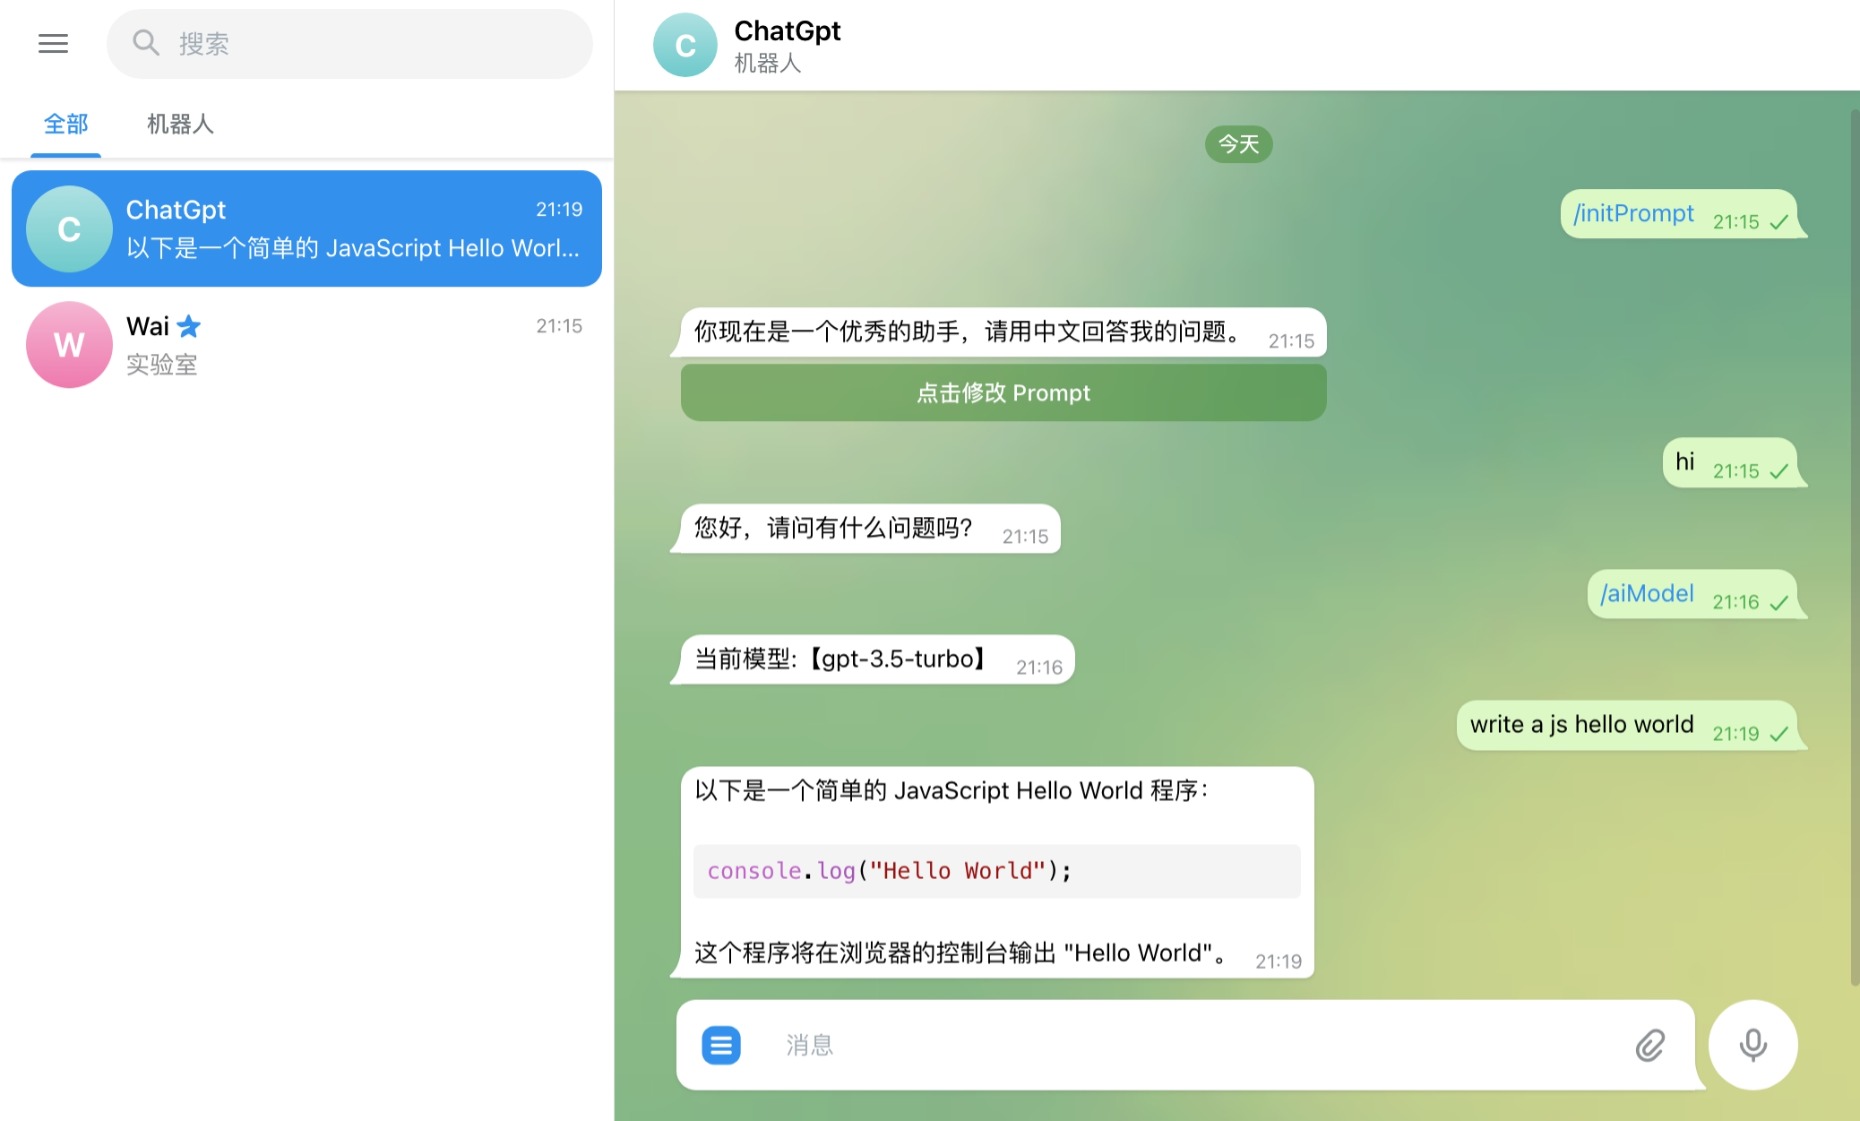 搜索
全部
机器人
ChatGpt
21:19
以下是一个简单的 JavaScript Hello Worl...
Wai
21:15
实验室
C
W
C
ChatGpt
机器人
今天
/initPrompt 21:15
你现在是一个优秀的助手，请用中文回答我的问题。 21:15
点击修改 Prompt
hi 21:15
您好，请问有什么问题吗？ 21:15
/aiModel 21:16
当前模型:【gpt-3.5-turbo】 21:16
write a js hello world 21:19
以下是一个简单的 JavaScript Hello World 程序：
console.log("Hello World");
这个程序将在浏览器的控制台输出 "Hello World"。 21:19
消息